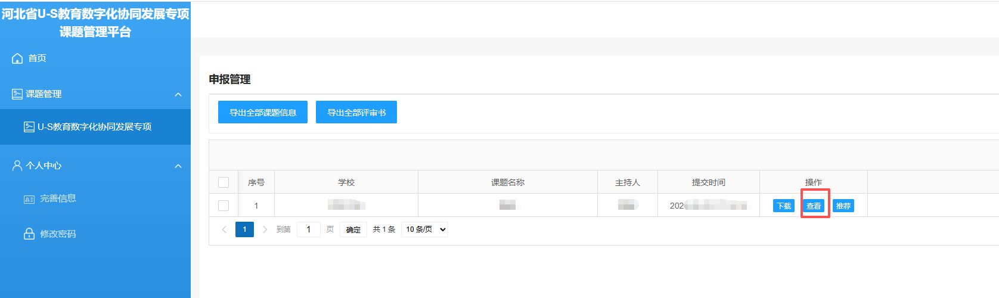 河北省U-S教育数字化协同发展专项
课题管理平台
首页
课题管理
U-S教育数字化协同发展专项
个人中心
完善信息
修改密码
申报管理
导出全部课题信息 导出全部评审书
序号 学校 课题名称 主持人 提交时间 操作
1 202 下载 查看 推荐
1 到第 1 页 确定 共 1 条 10 条/页